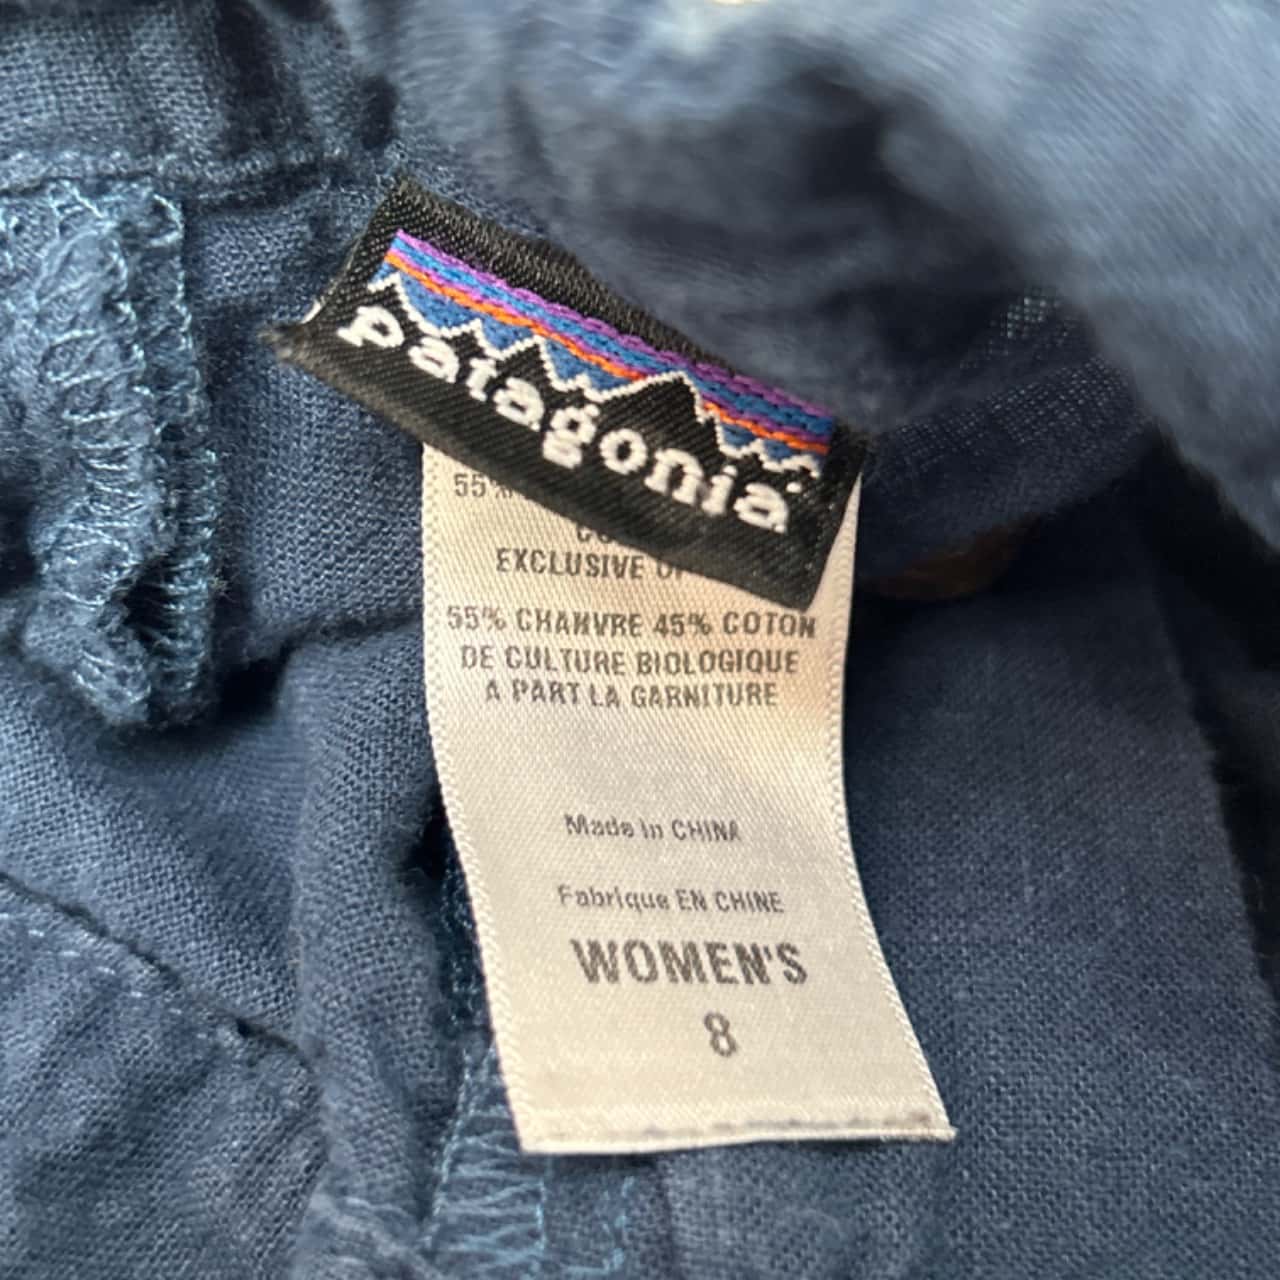 patagonia
55%
EXCLUSIVE
55% CHANVRE 45% COTON
DE CULTURE BIOLOGIQUE
A PART LA GARNITURE
Made in CHINA
Fabrique EN CHINE
WOMEN'S
8